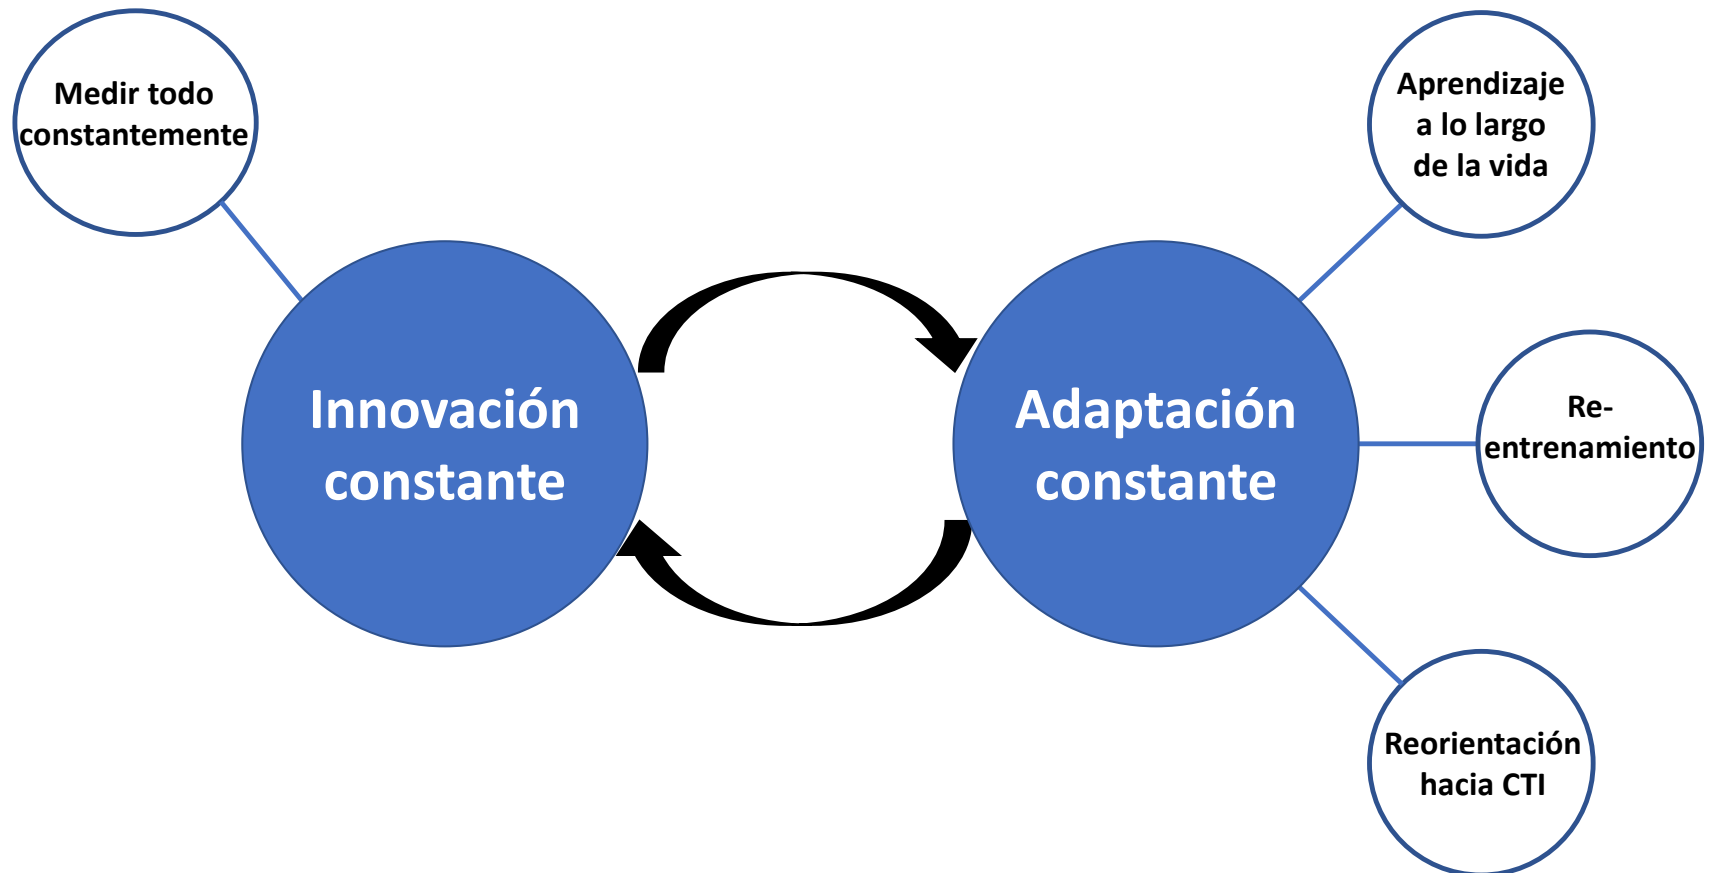 Medir todo
constantemente
Innovación
constante
Adaptación
constante
Aprendizaje
a lo largo
de la vida
Re-
entrenamiento
Reorientación
hacia CTI